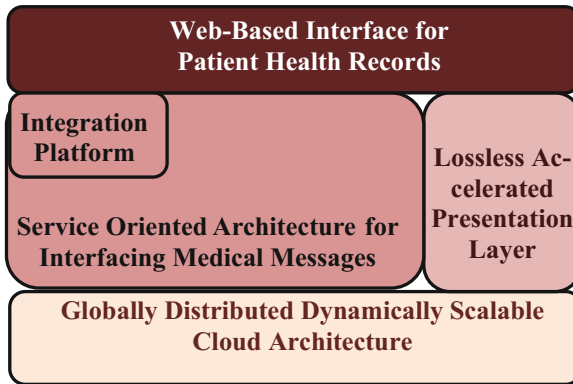 Web-Based Interface for
Patient Health Records
Integration
Platform
Service Oriented Architecture for
Interfacing Medical Messages
Lossless Ac-
celerated
Presentation
Layer
Globally Distributed Dynamically Scalable
Cloud Architecture